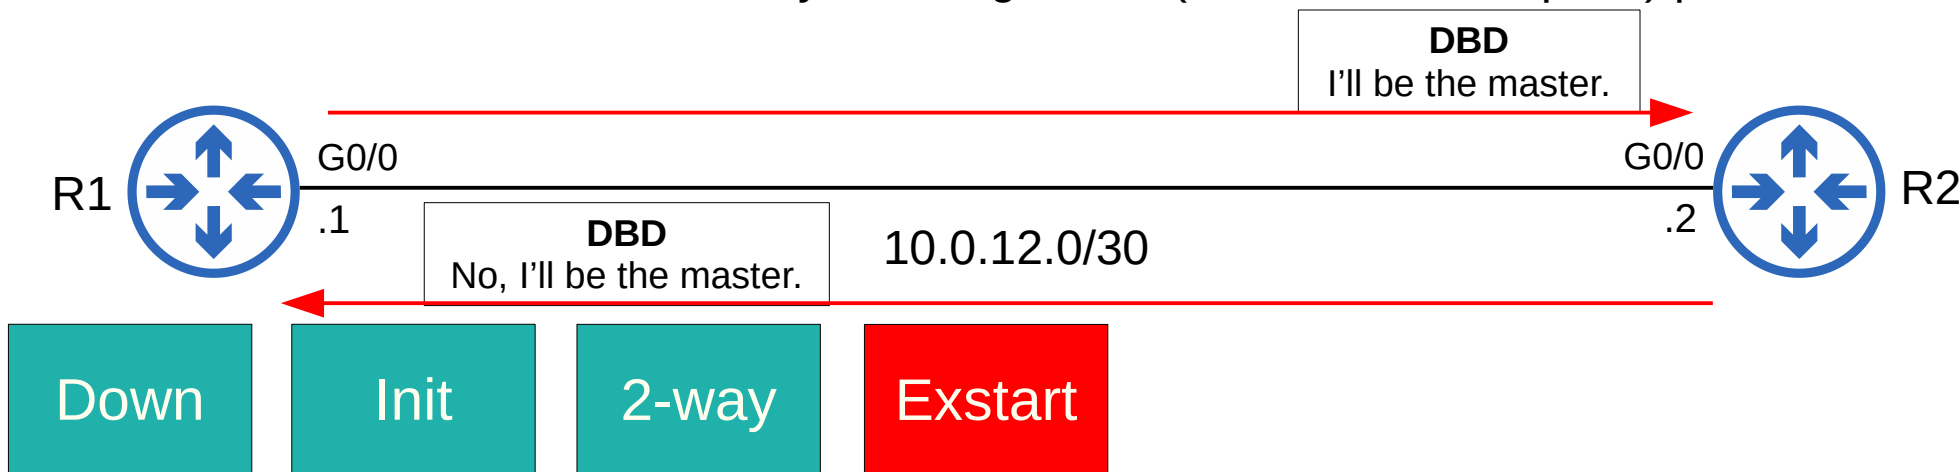 DBD
I’ll be the master.
G0/0
G0/0
R1
R2
.1
.2
DBD
No, I’ll be the master.
10.0.12.0/30
Down
Init
2-way
Exstart